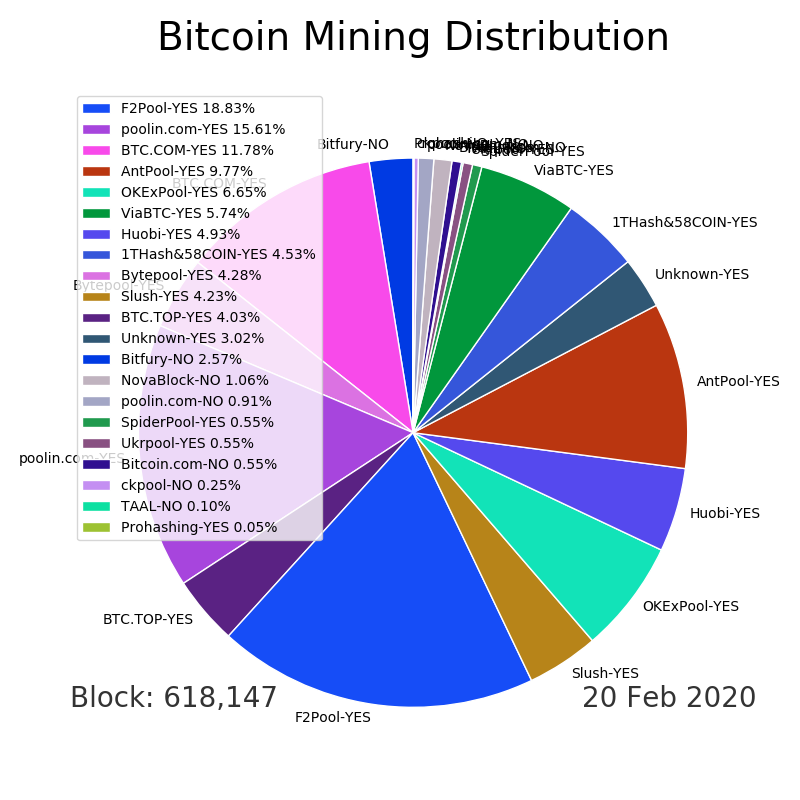 Bitcoin Mining Distribution
F2Pool-YES 18.83%
poolin.com-YES 15.61%
BTC.COM-YES 11.78%
AntPool-YES 9.77%
OKExPool-YES 6.65%
ViaBTC-YES 5.74%
Huobi-YES 4.93%
1THash&58COIN-YES 4.53%
Bytepool-YES 4.28%
Slush-YES 4.23%
BTC.TOP-YES 4.03%
Unknown-YES 3.02%
Bitfury-NO 2.57%
NovaBlock-NO 1.06%
poolin.com-NO 0.91%
SpiderPool-YES 0.55%
Ukrpool-YES 0.55%
Bitcoin.com-NO 0.55%
ckpool-NO 0.25%
TAAL-NO 0.10%
Prohashing-YES 0.05%
Bitfury-NO
SpiderPool-YES
ViaBTC-YES
BTC.COM-YES
1THash&58COIN-YES
Unknown-YES
Bytepool-YES
AntPool-YES
poolin.com-YES
Huobi-YES
OKExPool-YES
BTC.TOP-YES
Slush-YES
F2Pool-YES
Block: 618,147
20 Feb 2020